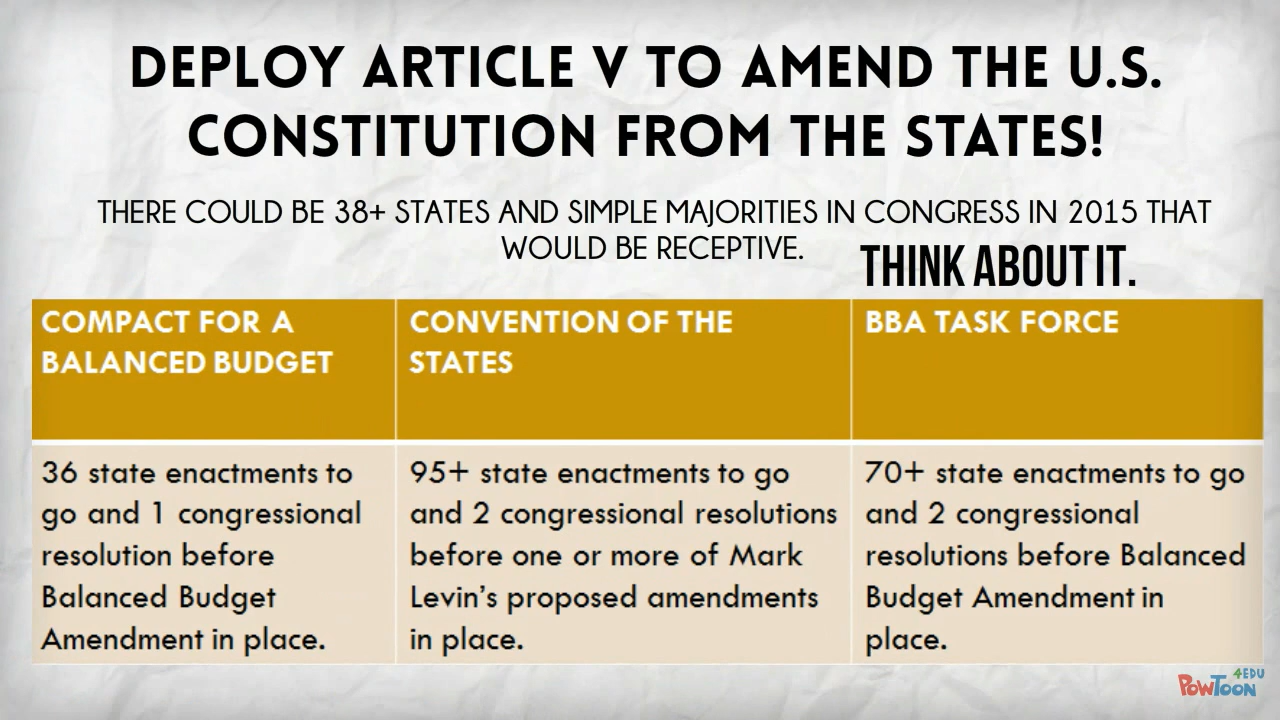 DEPLOY ARTICLE V TO AMEND THE U.S.
CONSTITUTION FROM THE STATES!
THERE COULD BE 38+ STATES AND SIMPLE MAJORITIES IN CONGRESS IN 2015 THAT
WOULD BE RECEPTIVE.
THINK ABOUT IT.
COMPACT FOR A
BALANCED BUDGET
CONVENTION OF THE
STATES
BBA TASK FORCE
36 state enactments to
go and 1 congressional
resolution before
Balanced Budget
Amendment in place.
95+ state enactments to go
and 2 congressional resolutions
before one or more of Mark
Levin's proposed amendments
in place.
70+ state enactments to go
and 2 congressional
resolutions before Balanced
Budget Amendment in
place.
4EDU
POWTOON